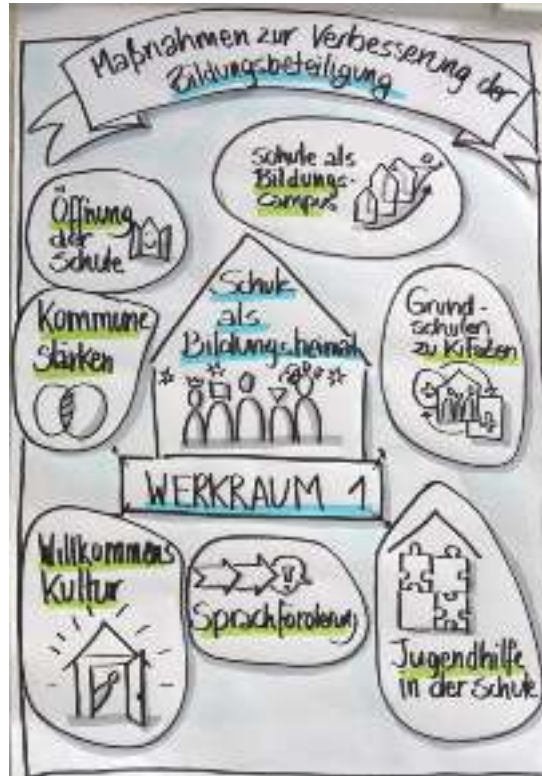 Maßnahmen zur Verbesserung der
Bildungsbeteiligung
Schule als
Bildungs-
campus
Öffnung
der
Schule
Schule
als
Bildungsheimat
Kommune
stärken
Grund-
schulen
zu KiFaZen
WERKRAUM 1
Willkommens
Kultur
Sprachförderung
Jugendhilfe
in der Schule